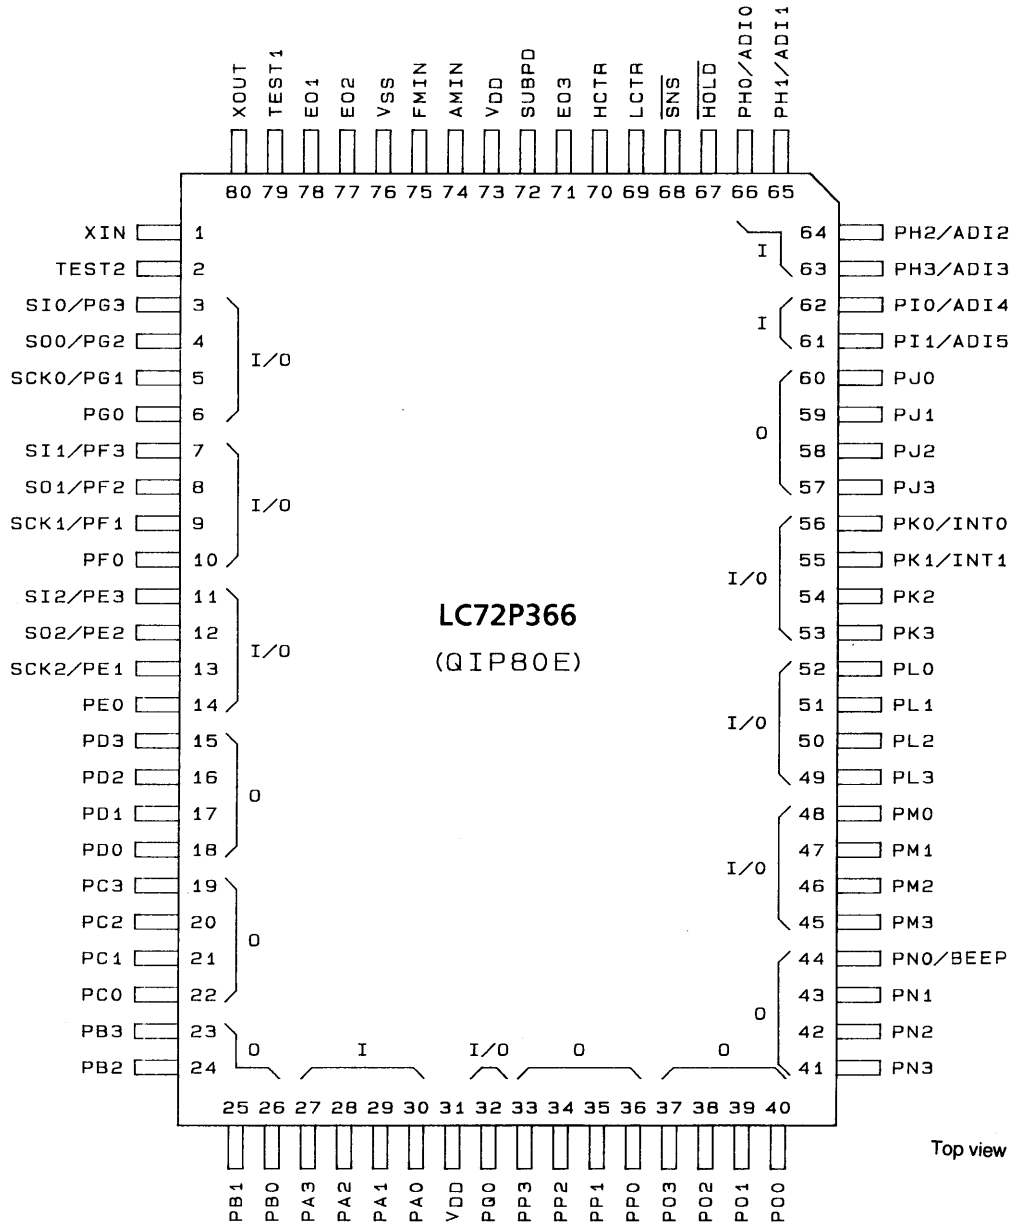 XOUT TEST1 EO1 EO2 VSS FMIN AMIN VDD SUBPD EO3 HCTR LCTR SNS HOLD PH0/ADI0 PH1/ADI1
80 79 78 77 76 75 74 73 72 71 70 69 68 67 66 65
XIN 1 64 PH2/ADI2
I
TEST2 2 63 PH3/ADI3
SI0/PG3 3 62 PI0/ADI4
I
SO0/PG2 4 61 PI1/ADI5
I/O
SCK0/PG1 5 60 PJ0
PG0 6 59 PJ1
O
SI1/PF3 7 58 PJ2
SO1/PF2 8 57 PJ3
I/O
SCK1/PF1 9 56 PK0/INT0
PF0 10 55 PK1/INT1
I/O
SI2/PE3 11 54 PK2
LC72P366
SO2/PE2 12 53 PK3
I/O
(QIP80E)
SCK2/PE1 13 52 PL0
PE0 14 51 PL1
I/O
PD3 15 50 PL2
PD2 16 49 PL3
O
PD1 17 48 PM0
PD0 18 47 PM1
I/O
PC3 19 46 PM2
PC2 20 45 PM3
O
PC1 21 44 PN0/BEEP
PC0 22 43 PN1
O
PB3 23 42 PN2
O I I/O O O
PB2 24 41 PN3
25 26 27 28 29 30 31 32 33 34 35 36 37 38 39 40
PB1 PB0 PA3 PA2 PA1 PA0 VDD PQ0 PP3 PP2 PP1 PP0 PO3 PO2 PO1 PO0
Top view